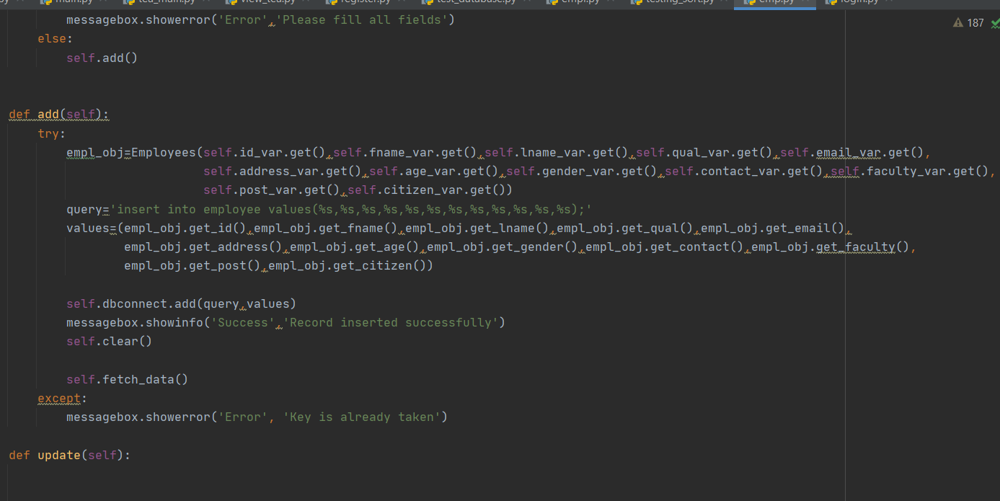 main.py tea_main.py view_tea.py register.py test_database.py empl.py testing_sort.py emp.py login.py
messagebox.showerror('Error','Please fill all fields') 187
else:
self.add()
def add(self):
try:
empl_obj=Employees(self.id_var.get(),self.fname_var.get(),self.lname_var.get(),self.qual_var.get(),self.email_var.get(),
self.address_var.get(),self.age_var.get(),self.gender_var.get(),self.contact_var.get(),self.faculty_var.get(),
self.post_var.get(),self.citizen_var.get())
query='insert into employee values(%s,%s,%s,%s,%s,%s,%s,%s,%s,%s,%s,%s);'
values=(empl_obj.get_id(),empl_obj.get_fname(),empl_obj.get_lname(),empl_obj.get_qual(),empl_obj.get_email(),
empl_obj.get_address(),empl_obj.get_age(),empl_obj.get_gender(),empl_obj.get_contact(),empl_obj.get_faculty(),
empl_obj.get_post(),empl_obj.get_citizen())
self.dbconnect.add(query,values)
messagebox.showinfo('Success','Record inserted successfully')
self.clear()
self.fetch_data()
except:
messagebox.showerror('Error', 'Key is already taken')
def update(self):